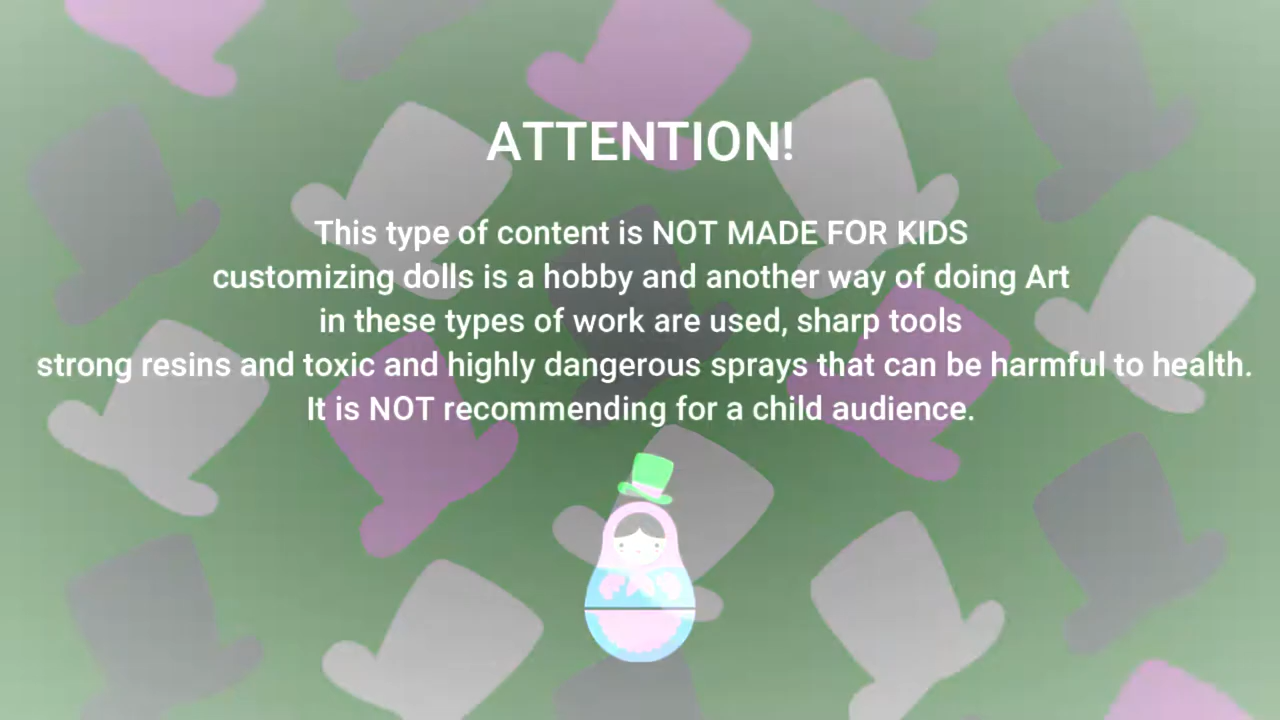 ATTENTION!
This type of content is NOT MADE FOR KIDS
customizing dolls is a hobby and another way of doing Art
in these types of work are used, sharp tools
strong resins and toxic and highly dangerous sprays that can be harmful to health.
It is NOT recommending for a child audience.